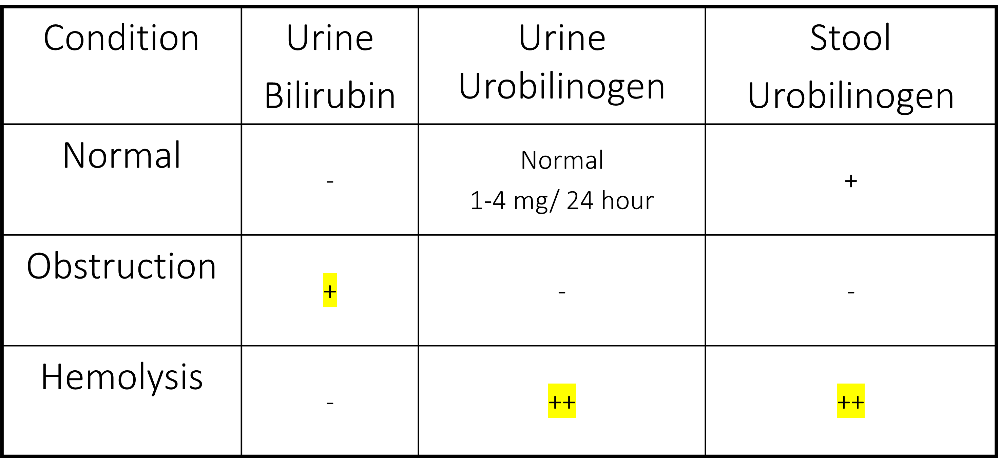 Condition
Urine
Bilirubin
Urine
Urobilinogen
Stool
Urobilinogen
Normal
-
Normal
1-4 mg/ 24 hour
+
Obstruction
+
-
-
Hemolysis
-
++
++